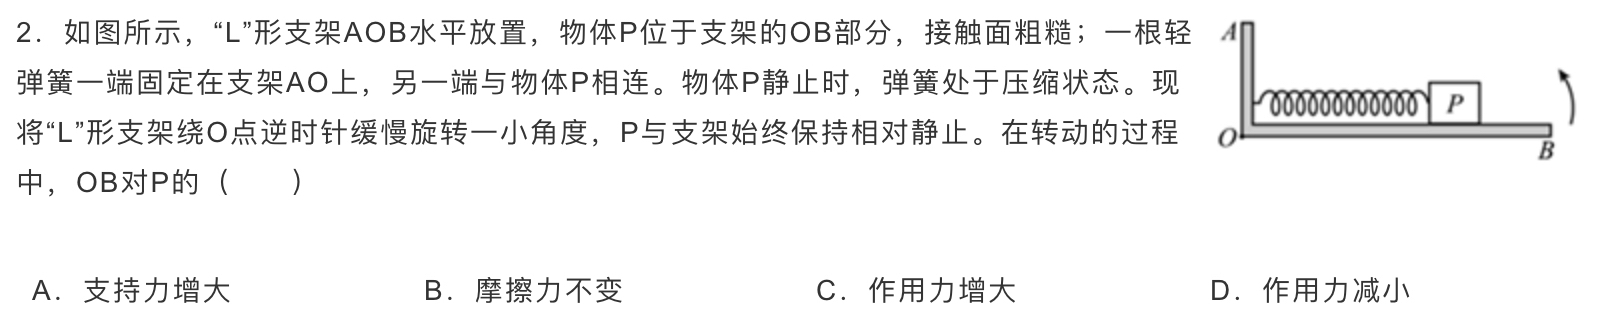 2．如图所示，“L”形支架AOB水平放置，物体P位于支架的OB部分，接触面粗糙；一根轻
弹簧一端固定在支架AO上，另一端与物体P相连。物体P静止时，弹簧处于压缩状态。现
将“L”形支架绕O点逆时针缓慢旋转一小角度，P与支架始终保持相对静止。在转动的过程
中，OB对P的（　　）
A
P
O
B
A．支持力增大　B．摩擦力不变　C．作用力增大　D．作用力减小